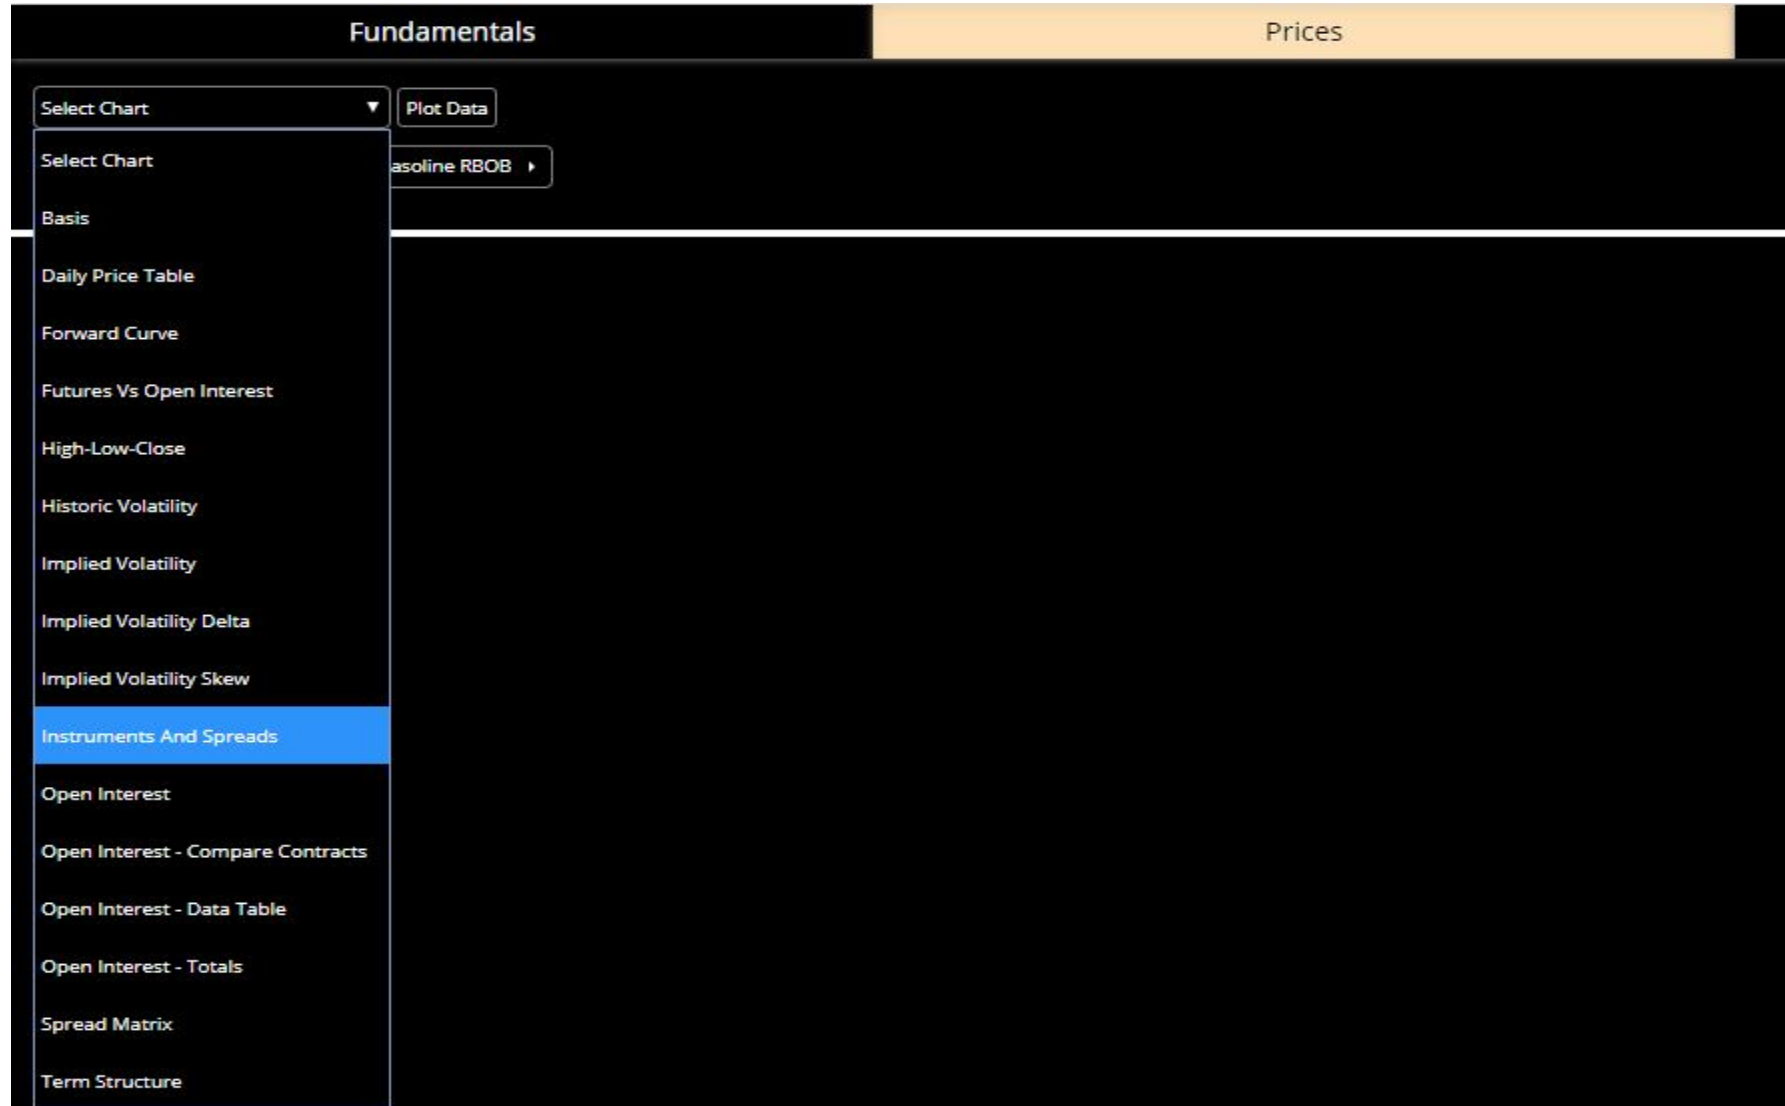 Fundamentals
Prices
Select Chart
Plot Data
asoline RBOB
Select Chart
Basis
Daily Price Table
Forward Curve
Futures Vs Open Interest
High-Low-Close
Historic Volatility
Implied Volatility
Implied Volatility Delta
Implied Volatility Skew
Instruments And Spreads
Open Interest
Open Interest - Compare Contracts
Open Interest - Data Table
Open Interest - Totals
Spread Matrix
Term Structure